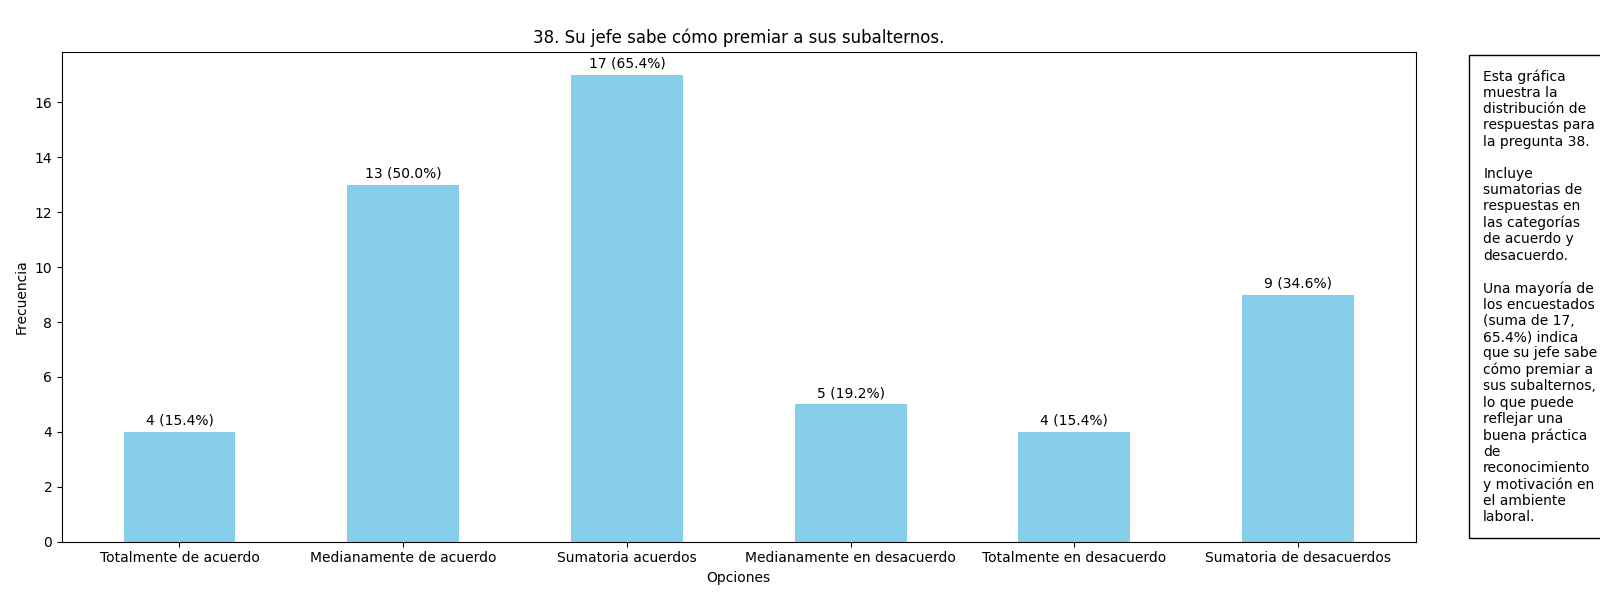 38. Su jefe sabe cómo premiar a sus subalternos.
17 (65.4%)
13 (50.0%)
9 (34.6%)
5 (19.2%)
4 (15.4%)
4 (15.4%)
Frecuencia
16
14
12
10
8
6
4
2
0
Totalmente de acuerdo
Medianamente de acuerdo
Sumatoria acuerdos
Medianamente en desacuerdo
Totalmente en desacuerdo
Sumatoria de desacuerdos
Opciones
Esta gráfica
muestra la
distribución de
respuestas para
la pregunta 38.
Incluye
sumatorias de
respuestas en
las categorías
de acuerdo y
desacuerdo.
Una mayoría de
los encuestados
(suma de 17,
65.4%) indica
que su jefe sabe
cómo premiar a
sus subalternos,
lo que puede
reflejar una
buena práctica
de
reconocimiento
y motivación en
el ambiente
laboral.